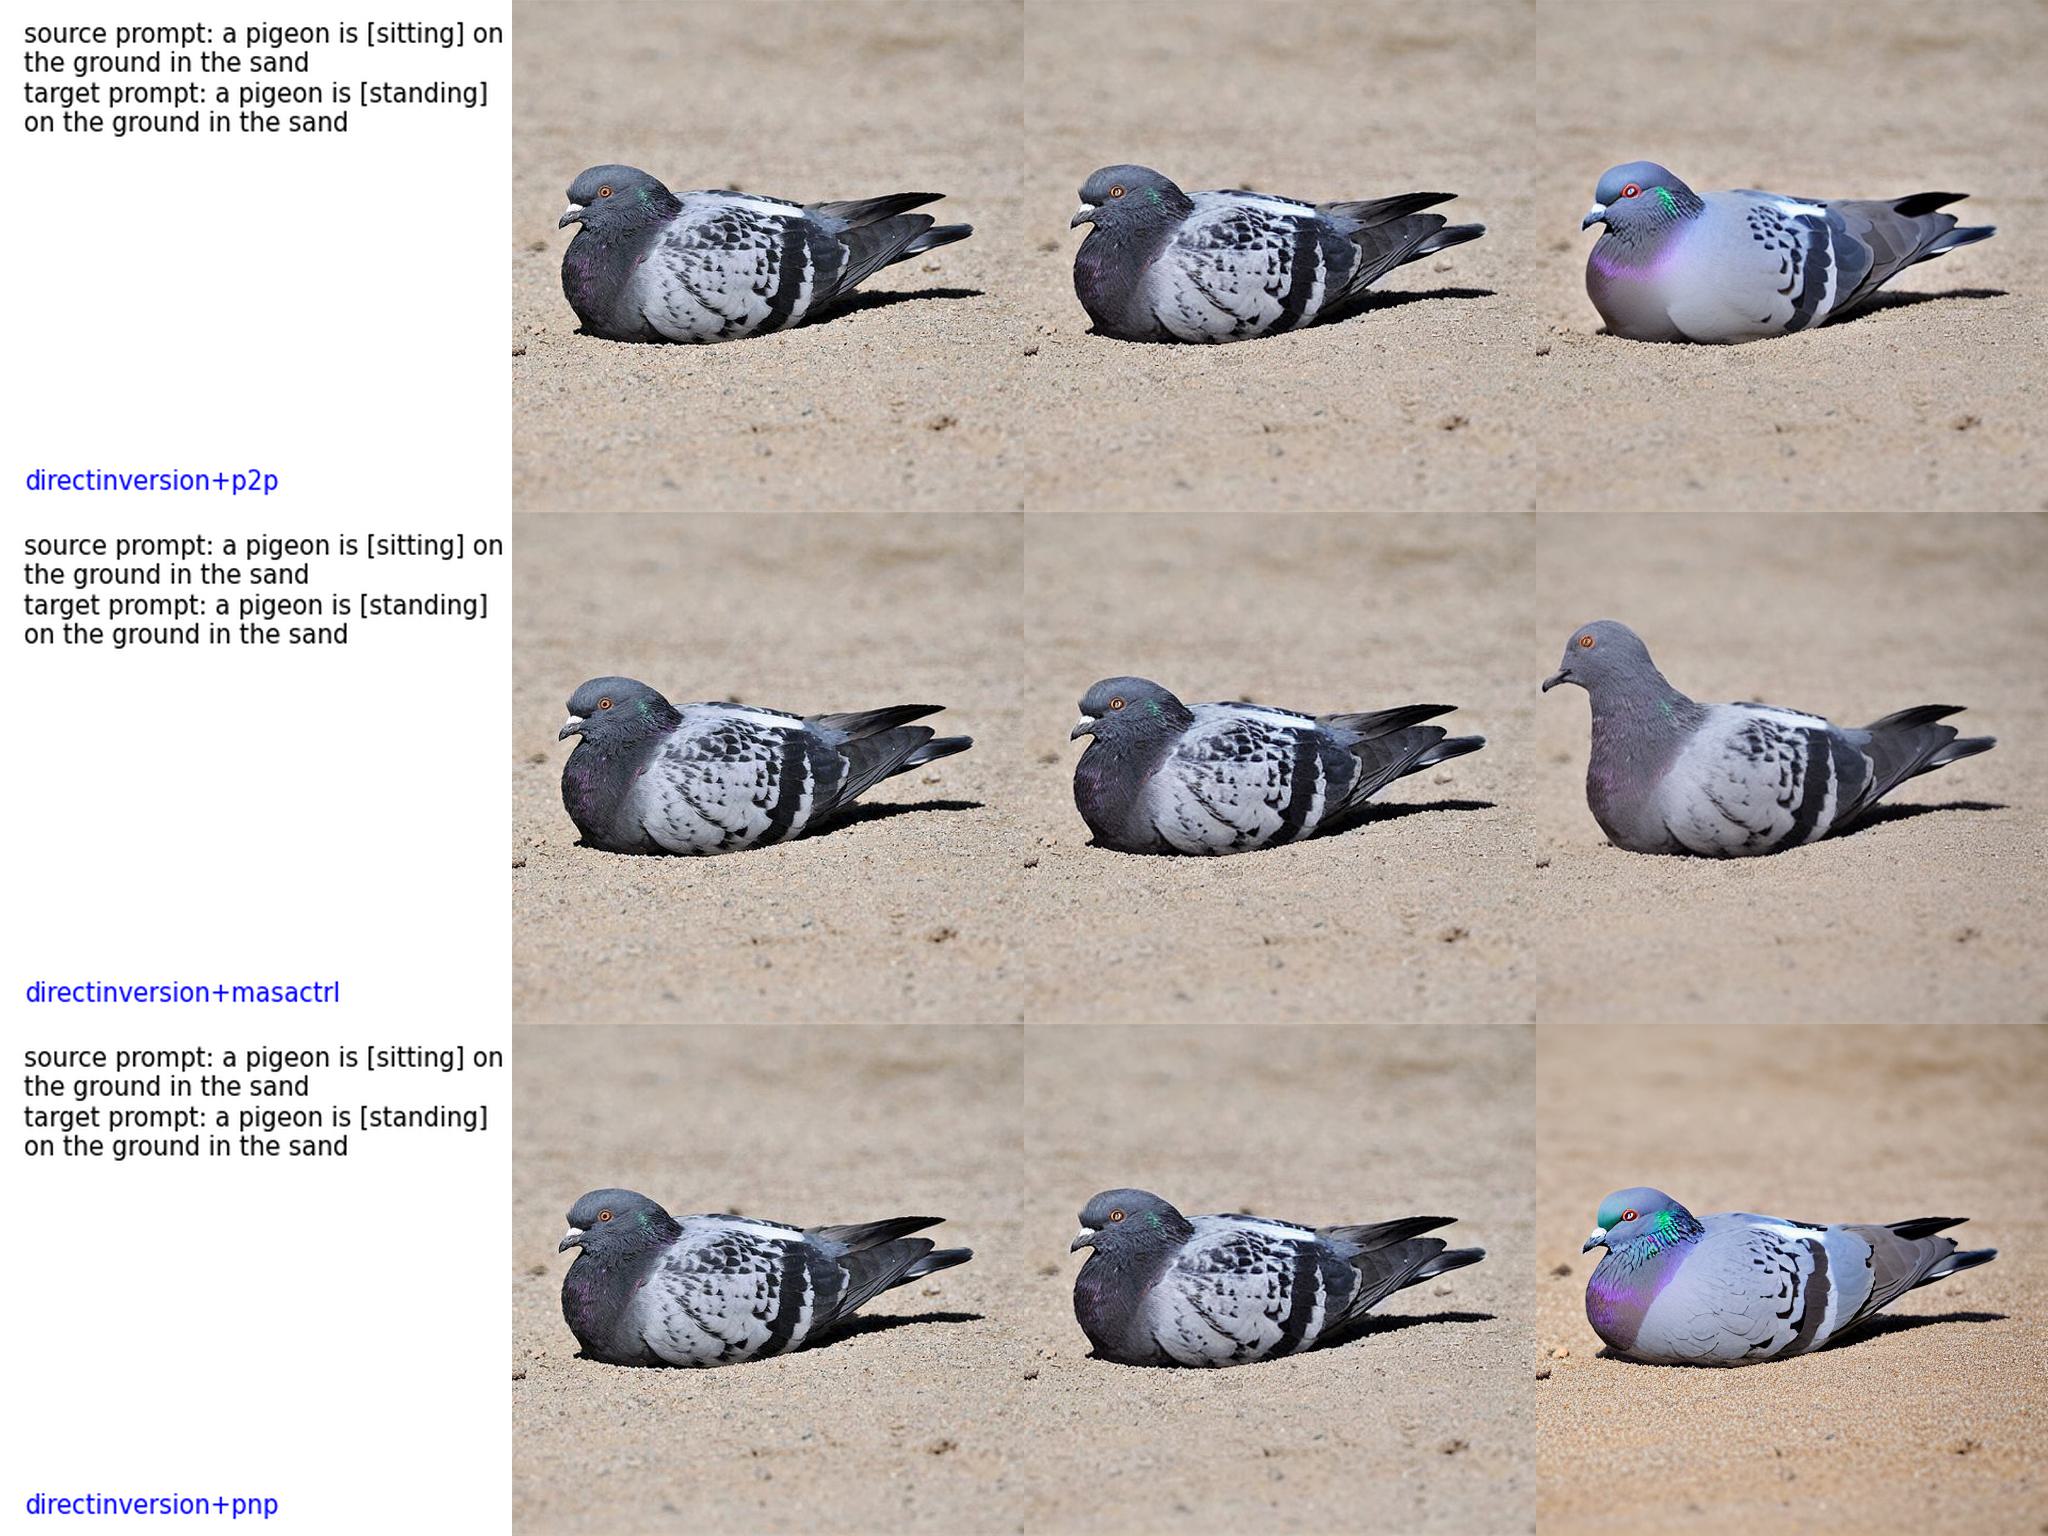 source prompt: a pigeon is [sitting] on
the ground in the sand
target prompt: a pigeon is [standing]
on the ground in the sand
directinversion+p2p
source prompt: a pigeon is [sitting] on
the ground in the sand
target prompt: a pigeon is [standing]
on the ground in the sand
directinversion+masactrl
source prompt: a pigeon is [sitting] on
the ground in the sand
target prompt: a pigeon is [standing]
on the ground in the sand
directinversion+pnp